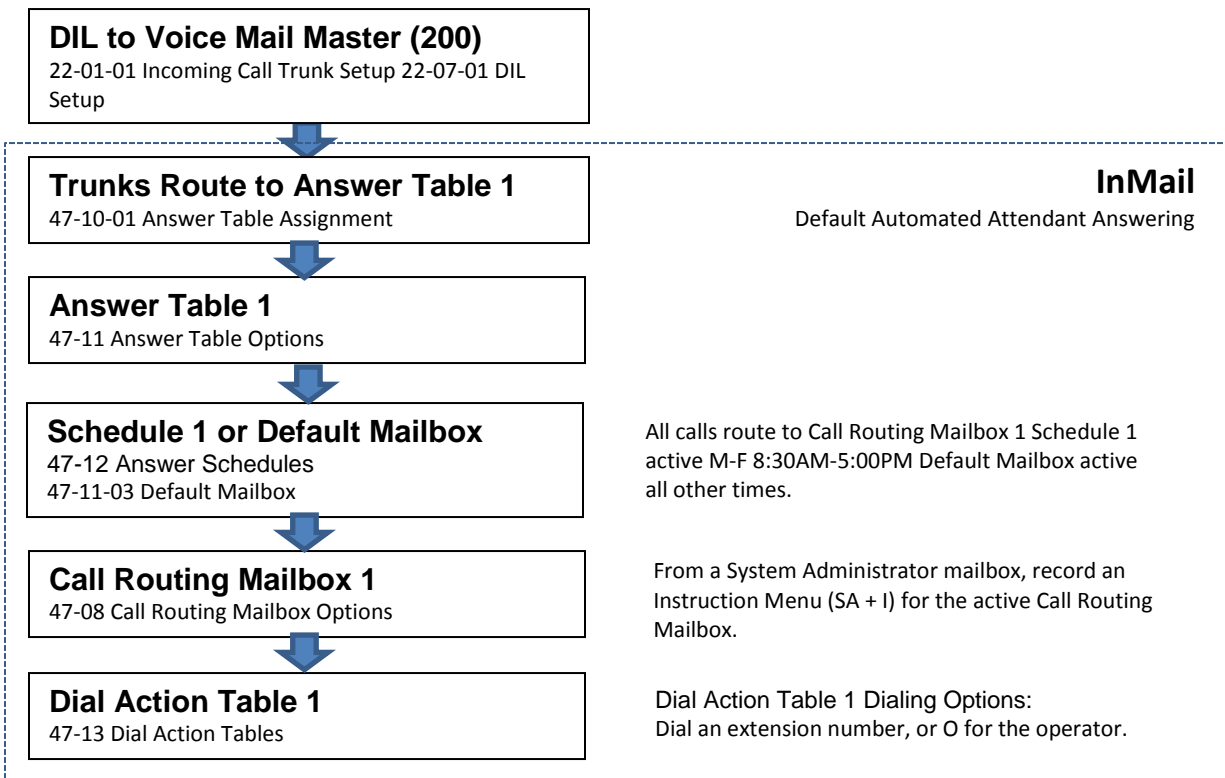 DIL to Voice Mail Master (200)
22-01-01 Incoming Call Trunk Setup 22-07-01 DIL
Setup
Trunks Route to Answer Table 1
47-10-01 Answer Table Assignment
InMail
Default Automated Attendant Answering
Answer Table 1
47-11 Answer Table Options
Schedule 1 or Default Mailbox
47-12 Answer Schedules
47-11-03 Default Mailbox
All calls route to Call Routing Mailbox 1 Schedule 1
active M-F 8:30AM-5:00PM Default Mailbox active
all other times.
Call Routing Mailbox 1
47-08 Call Routing Mailbox Options
From a System Administrator mailbox, record an
Instruction Menu (SA + I) for the active Call Routing
Mailbox.
Dial Action Table 1
47-13 Dial Action Tables
Dial Action Table 1 Dialing Options:
Dial an extension number, or O for the operator.